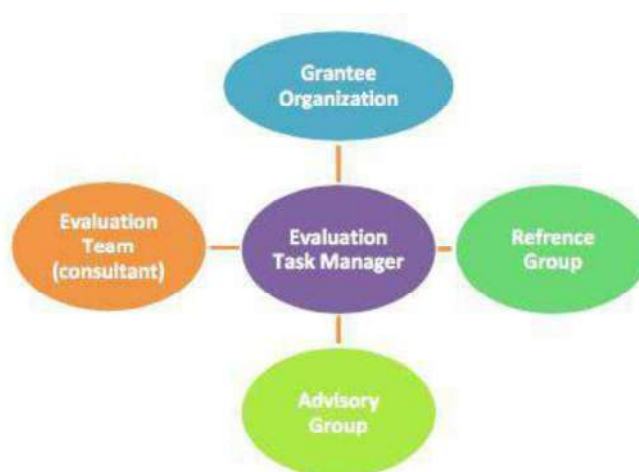 Grantee
Organization
Evaluation
Team
(consultant)
Evaluation
Task Manager
Refrence
Group
Advisory
Group